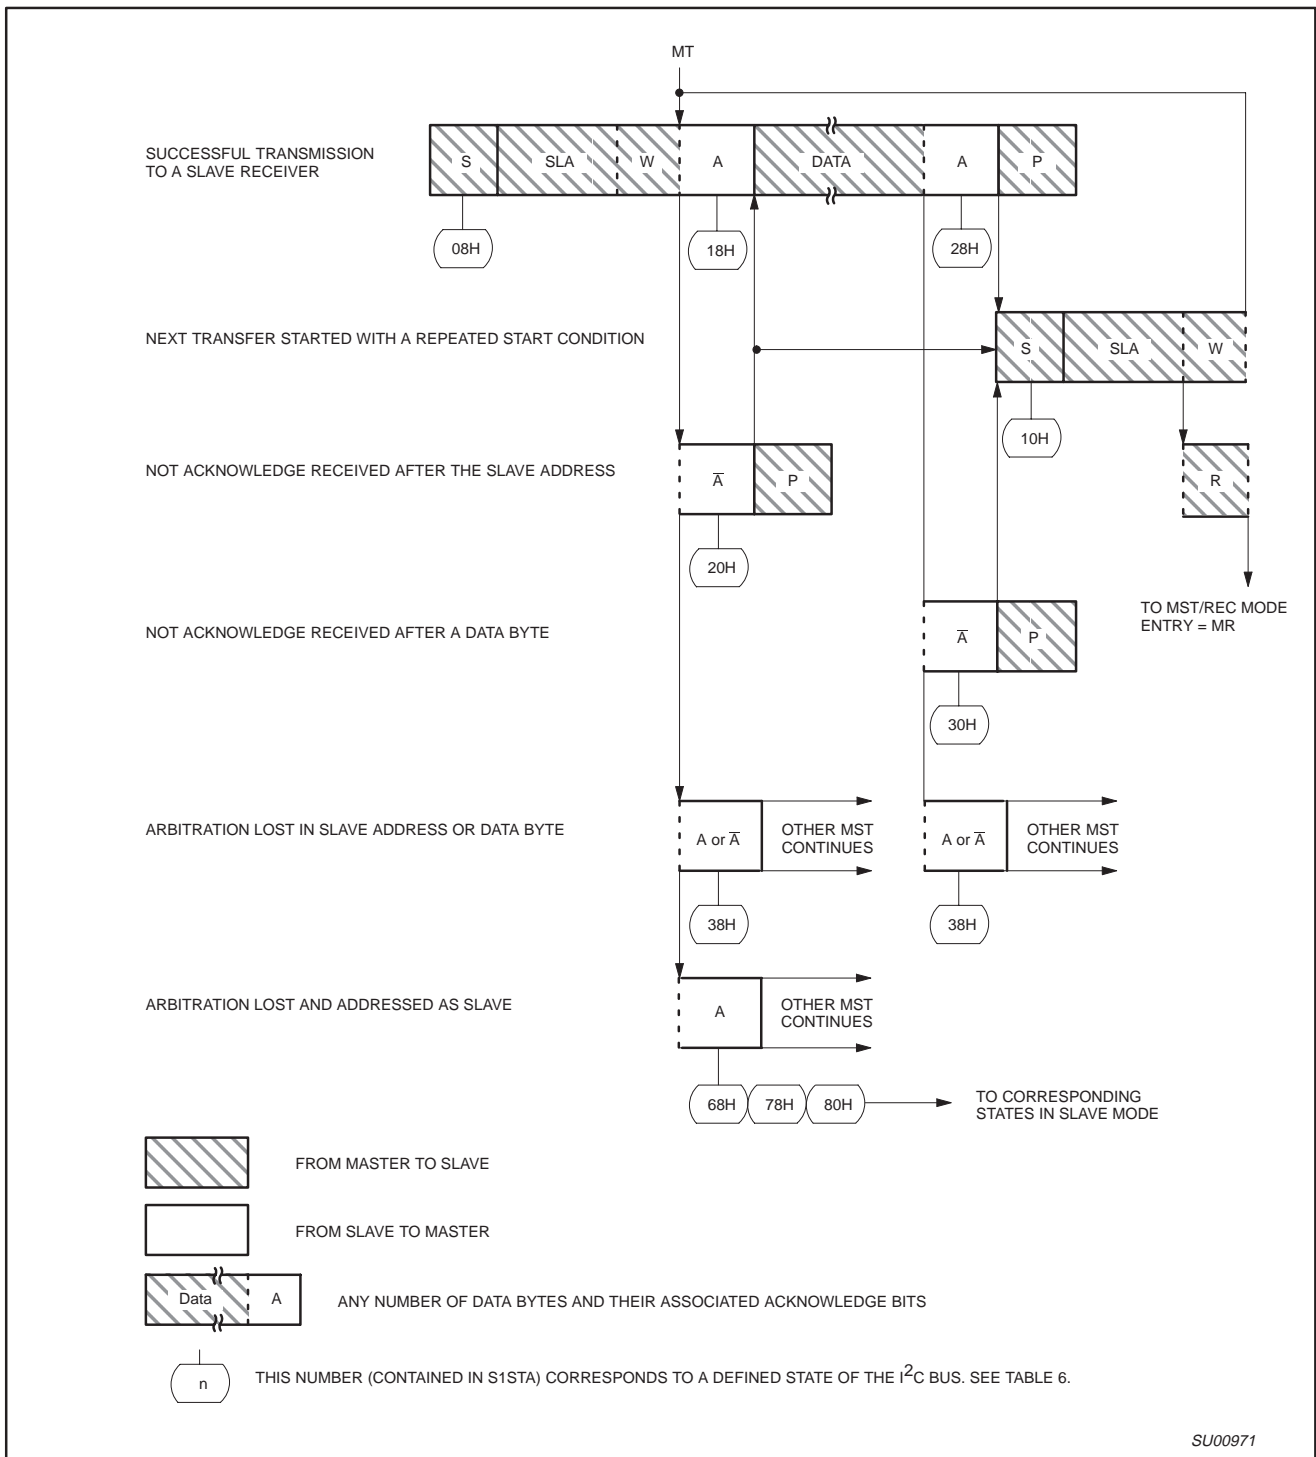 MT
SUCCESSFUL TRANSMISSION
TO A SLAVE RECEIVER
S SLA W A DATA A P
08H 18H 28H
NEXT TRANSFER STARTED WITH A REPEATED START CONDITION
S SLA W
10H
NOT ACKNOWLEDGE RECEIVED AFTER THE SLAVE ADDRESS
A̅ P R
20H
TO MST/REC MODE
ENTRY = MR
NOT ACKNOWLEDGE RECEIVED AFTER A DATA BYTE
A̅ P
30H
ARBITRATION LOST IN SLAVE ADDRESS OR DATA BYTE
A or A̅
OTHER MST
CONTINUES
A or A̅
OTHER MST
CONTINUES
38H 38H
ARBITRATION LOST AND ADDRESSED AS SLAVE
A
OTHER MST
CONTINUES
68H 78H 80H
TO CORRESPONDING
STATES IN SLAVE MODE
FROM MASTER TO SLAVE
FROM SLAVE TO MASTER
Data A ANY NUMBER OF DATA BYTES AND THEIR ASSOCIATED ACKNOWLEDGE BITS
n THIS NUMBER (CONTAINED IN S1STA) CORRESPONDS TO A DEFINED STATE OF THE I²C BUS. SEE TABLE 6.
SU00971